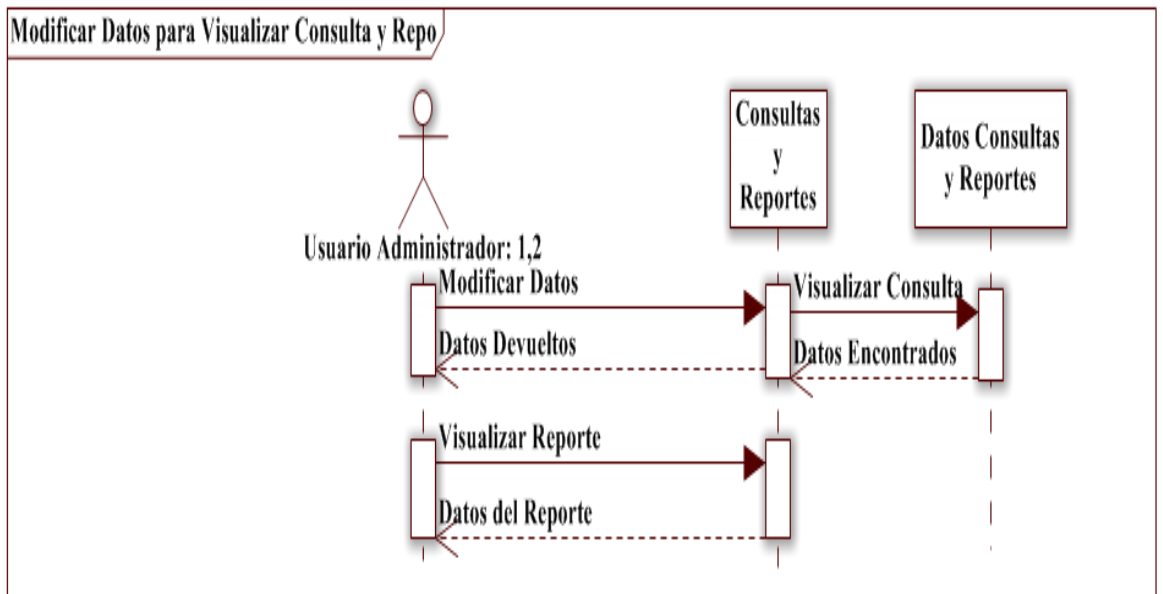 Modificar Datos para Visualizar Consulta y Repo
Consultas
y
Reportes
Datos Consultas
y Reportes
Usuario Administrador: 1,2
Modificar Datos
Visualizar Consulta
Datos Devueltos
Datos Encontrados
Visualizar Reporte
Datos del Reporte